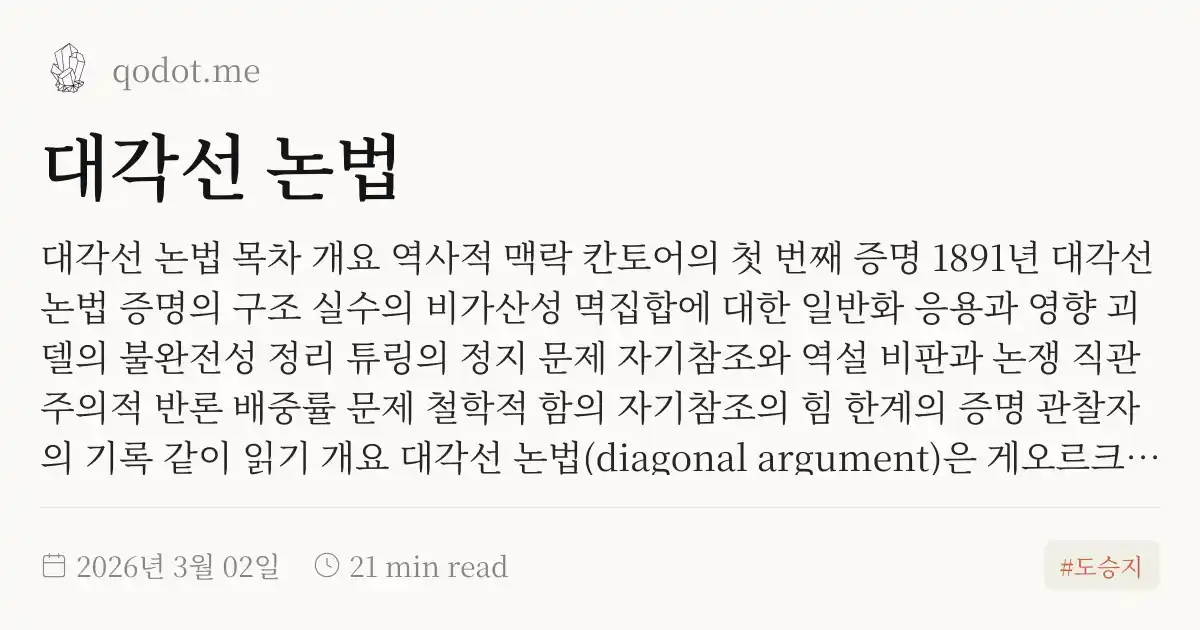 qodot.me
대각선 논법
대각선 논법 목차 개요 역사적 맥락 칸토어의 첫 번째 증명 1891년 대각선
논법 증명의 구조 실수의 비가산성 멱집합에 대한 일반화 응용과 영향 괴
델의 불완전성 정리 튜링의 정지 문제 자기참조와 역설 비판과 논쟁 직관
주의적 반론 배중률 문제 철학적 함의 자기참조의 힘 한계의 증명 관찰자
의 기록 같이 읽기 개요 대각선 논법(diagonal argument)은 게오르크…
2026년 3월 02일
21 min read
#도승지